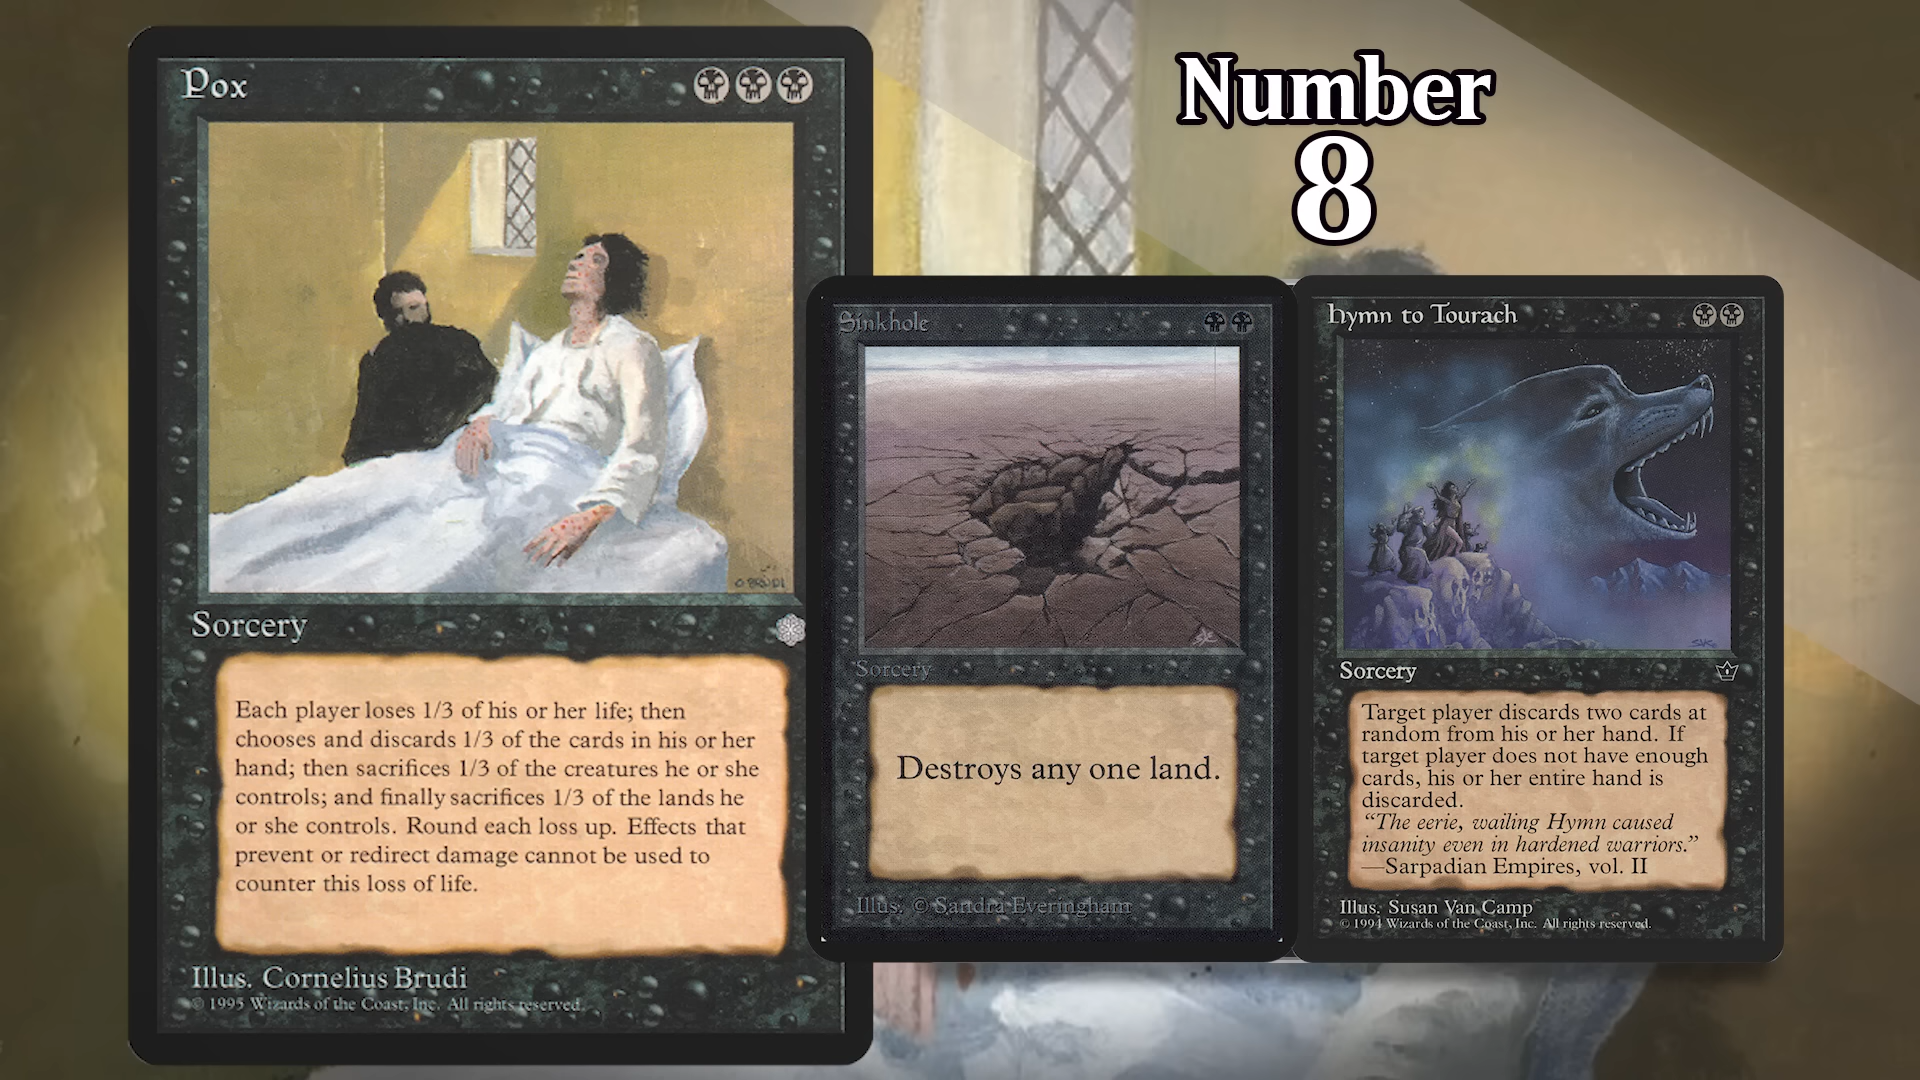 Pox
Sorcery
Each player loses 1/3 of his or her life; then
chooses and discards 1/3 of the cards in his or her
hand; then sacrifices 1/3 of the creatures he or she
controls; and finally sacrifices 1/3 of the lands he
or she controls. Round each loss up. Effects that
prevent or redirect damage cannot be used to
counter this loss of life.
Illus. Cornelius Brudi
© 1995 Wizards of the Coast, Inc. All rights reserved.
Number
8
Sinkhole
Sorcery
Destroys any one land.
Illus. © Sandra Everingham
Hymn to Tourach
Sorcery
Target player discards two cards at
random from his or her hand. If
target player does not have enough
cards, his or her entire hand is
discarded.
“The eerie, wailing Hymn caused
insanity even in hardened warriors.”
—Sarpadian Empires, vol. II
Illus. Susan Van Camp
© 1994 Wizards of the Coast, Inc. All rights reserved.